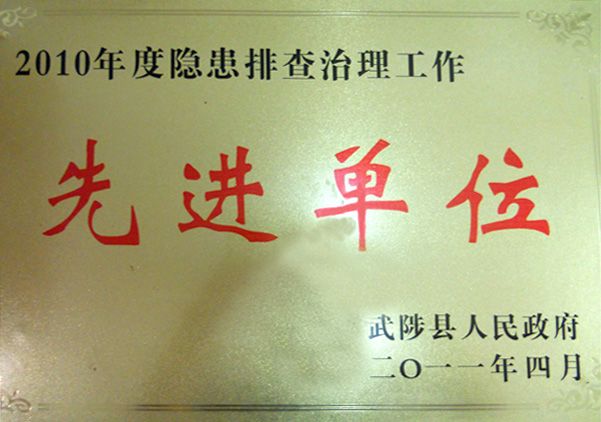 2010年度隐患排查治理工作
先进单位
武陟县人民政府
二〇一一年四月